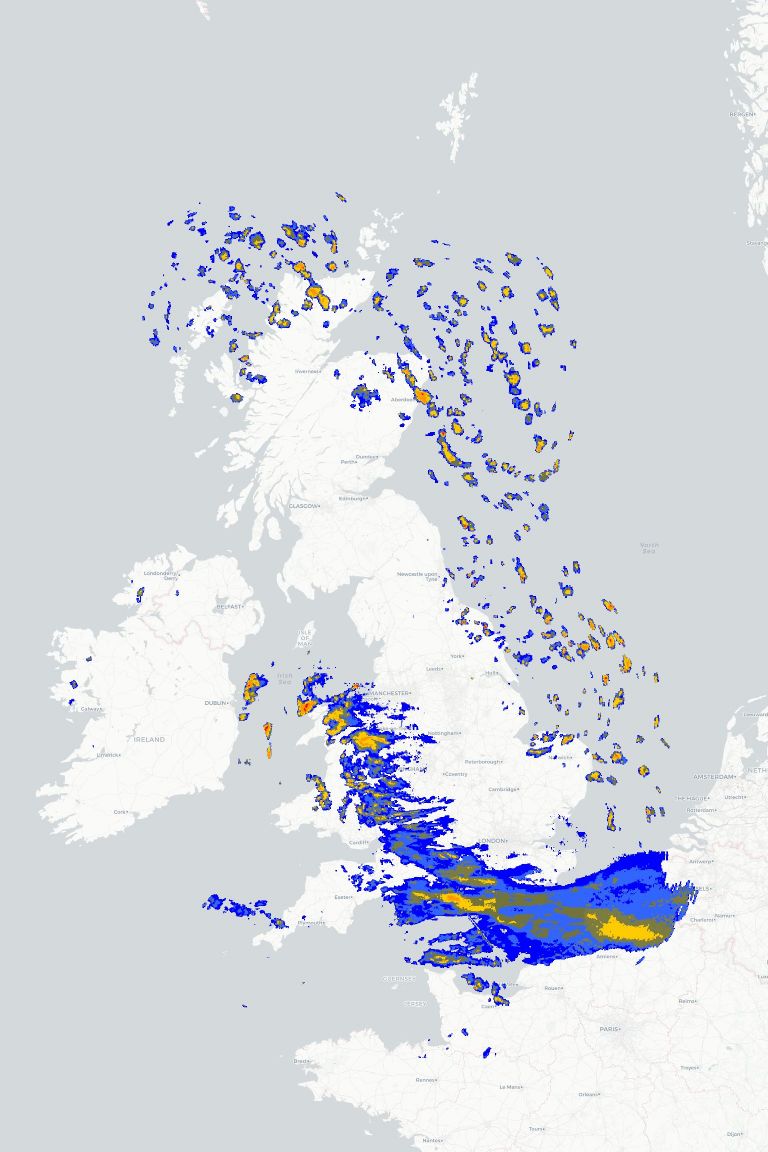 BERGEN
Inverness
Aberdeen
Dundee
Perth
GLASGOW
Edinburgh
North
Sea
Londonderry/
Derry
Newcastle upon
Tyne
BELFAST
ISLE
OF
MAN
York
Leeds
Hull
Irish
Sea
MANCHESTER
DUBLIN
Galway
IRELAND
Nottingham
Leeuwarden
Limerick
Norwich
Peterborough
Coventry
AMSTERDAM
NETH
Cambridge
THE HAGUE
Utrecht
Rotterdam
Cork
Cardiff
LONDON
Antwerp
Exeter
Charleroi
Namur
Plymouth
Amiens
GUERNSEY
Rouen
JERSEY
Caen
Reims
PARIS
Brest
Troyes
Rennes
Le Mans
Orléans
Tours
Dijon
Nantes